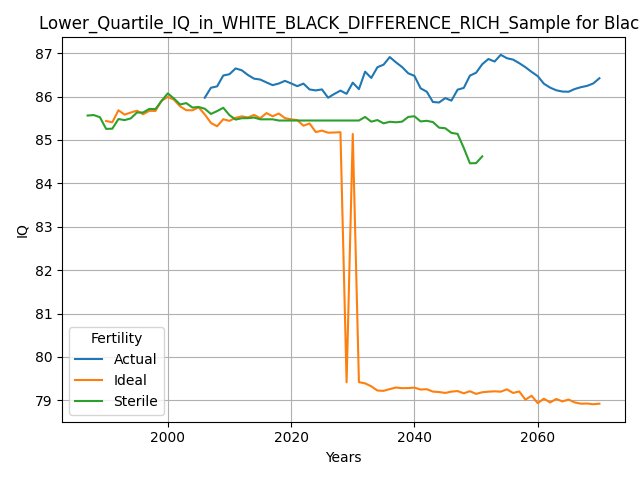 Lower_Quartile_IQ_in_WHITE_BLACK_DIFFERENCE_RICH_Sample for Blac
87
86
85
84
83
82
81
80
79
IQ
Fertility
Actual
Ideal
Sterile
2000 2020 2040 2060
Years